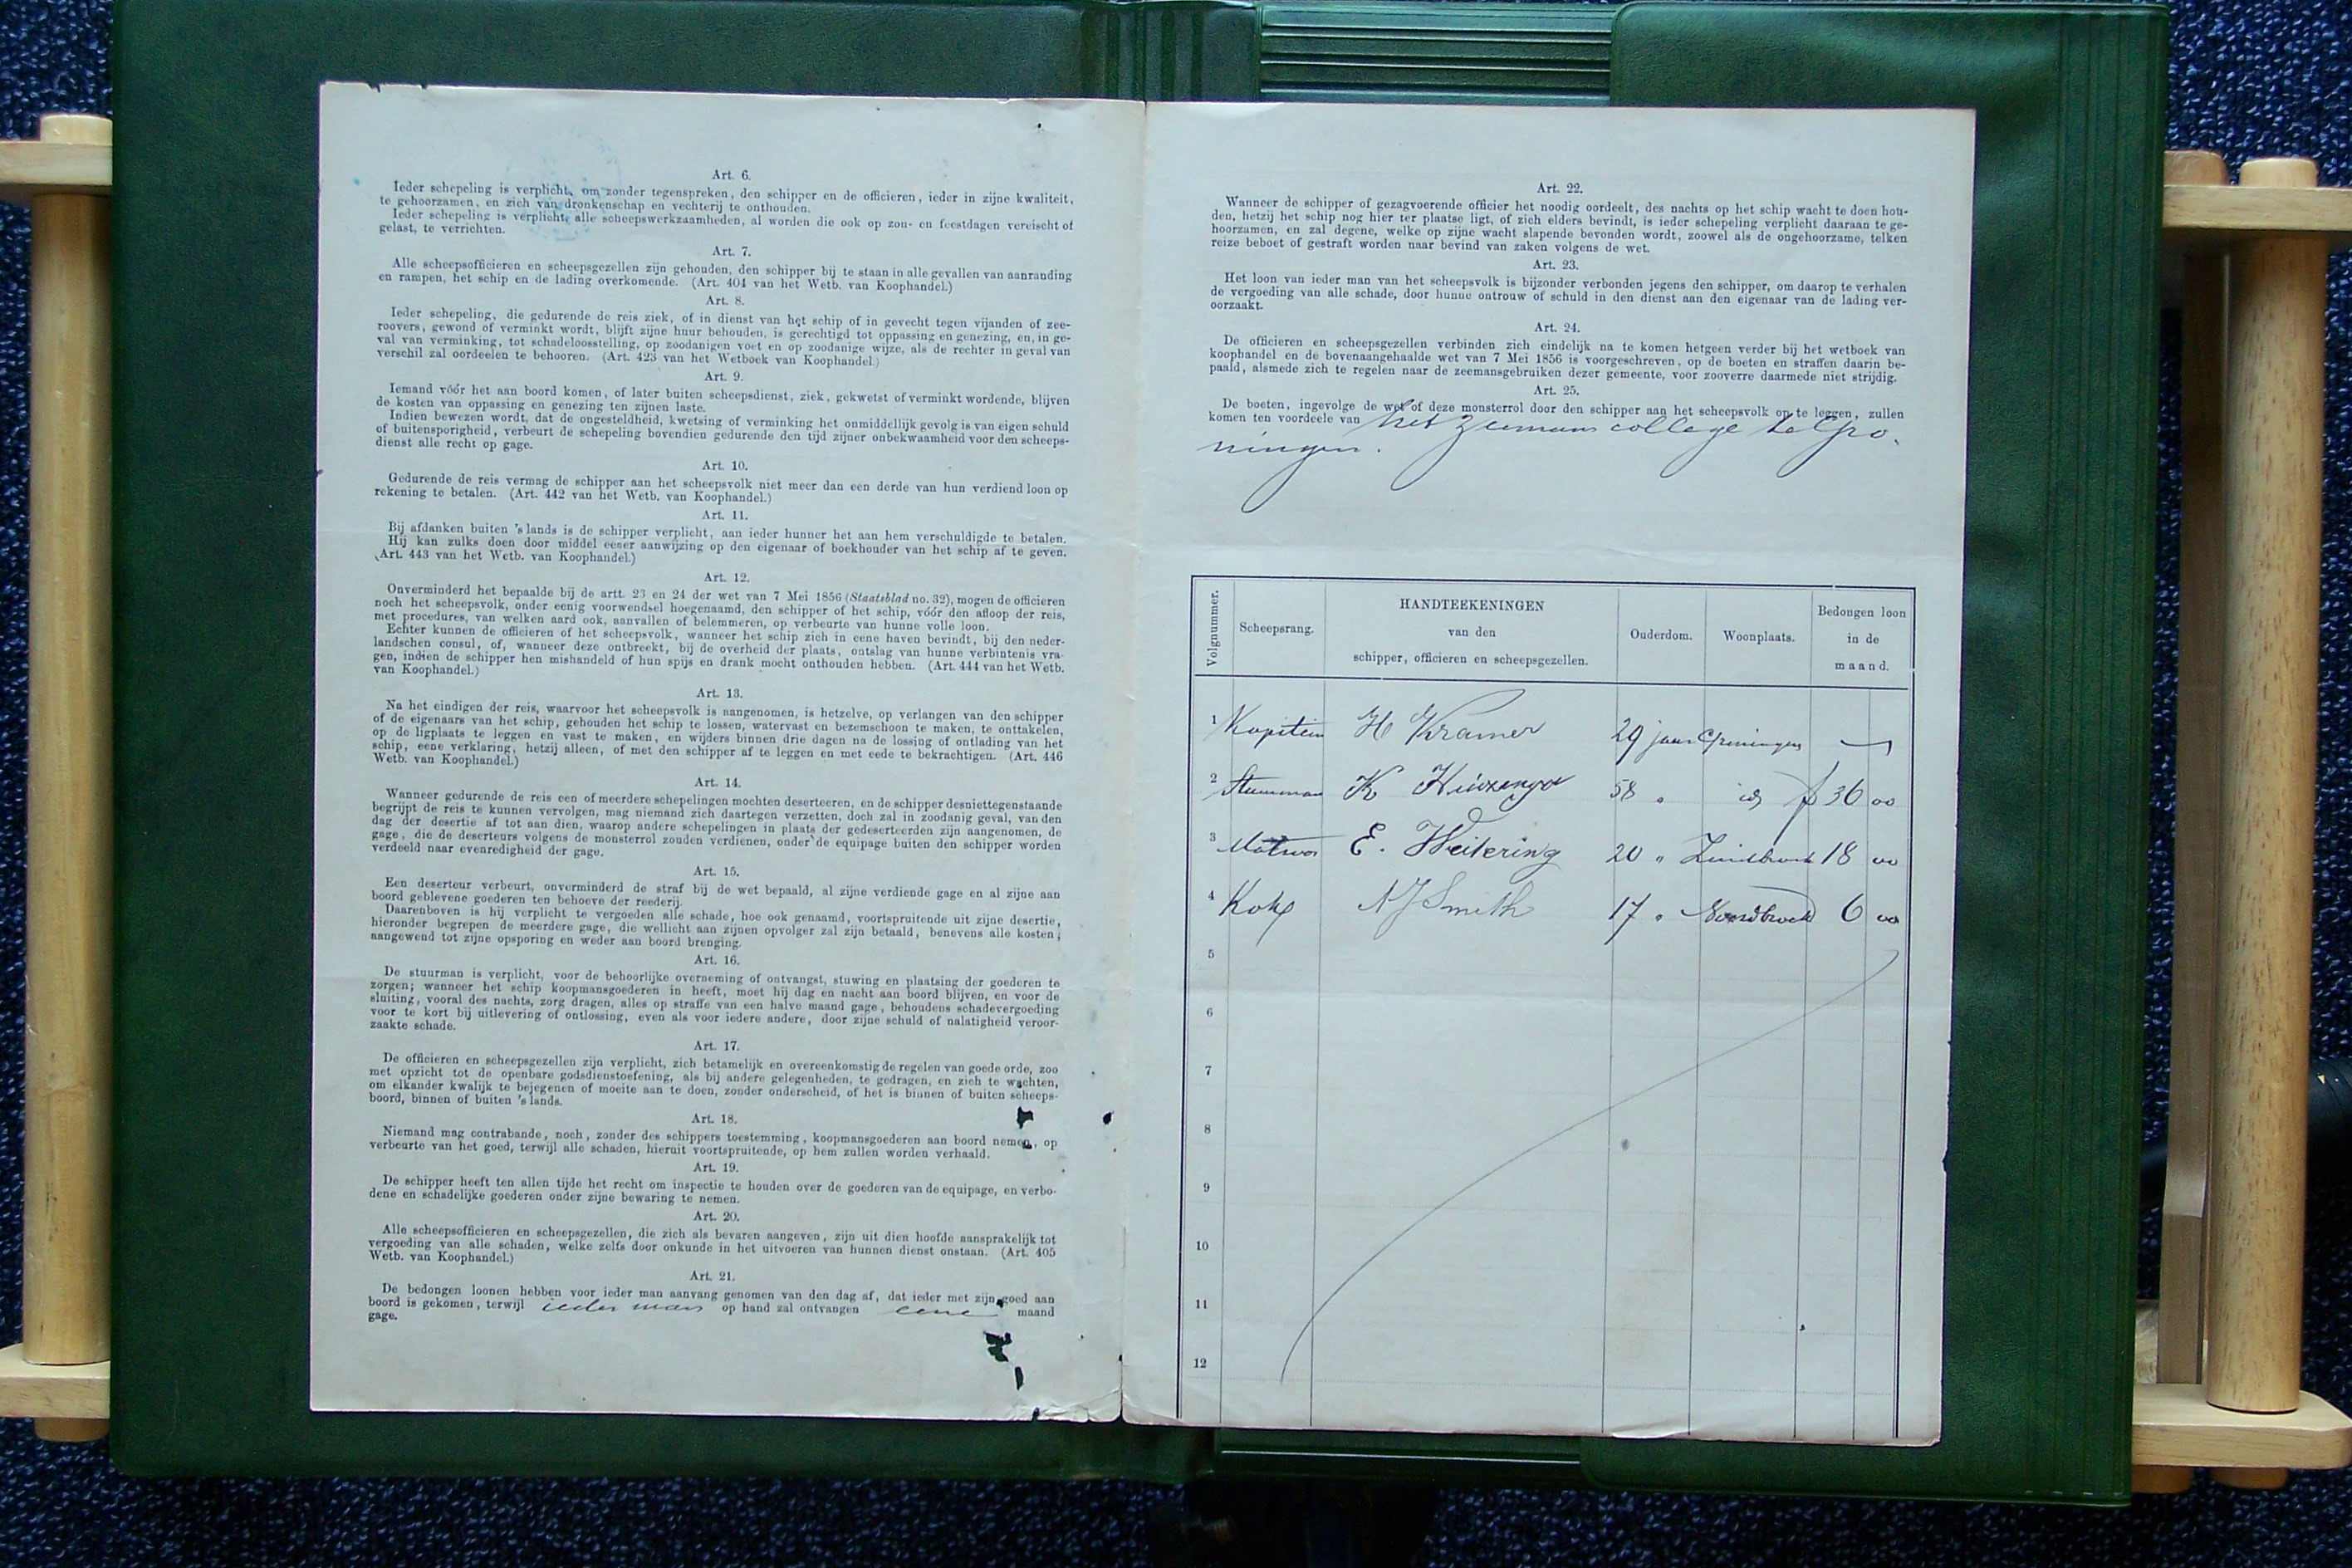 Art. 6.
Ieder schepeling is verplicht, om zonder tegenspreken, den schipper en de officieren, ieder in zijne kwaliteit,
te gehoorzamen, en zich van dronkenschap en vechterij te onthouden.
Ieder schepeling is verplicht, alle scheepswerkzaamheden, al worden die ook op zon- en feestdagen vereischt of
gelast, te verrichten.
Art. 7.
Alle scheepsofficieren en scheepsgezellen zijn gehouden, den schipper bij te staan in alle gevallen van aanranding
en rampen, het schip en de lading overkomende. (Art. 404 van het Wetb. van Koophandel.)
Art. 8.
Ieder schepeling, die gedurende de reis ziek, of in dienst van het schip of in gevecht tegen vijanden of zee-
roovers, gewond of verminkt wordt, blijft zijne huur behouden, is gerechtigd tot oppassing en genezing, en, in ge-
val van verminking, tot schadeloosstelling, op zoodanigen voet en op zoodanige wijze, als de rechter in geval van
verschil zal oordeelen te behooren. (Art. 423 van het Wetboek van Koophandel.)
Art. 9.
Iemand vóór het aan boord komen, of later buiten scheepsdienst, ziek, gekwetst of verminkt wordende, blijven
de kosten van oppassing en genezing ten zijnen laste.
Indien bewezen wordt, dat de ongesteldheid, kwetsing of verminking het onmiddellijk gevolg is van eigen schuld
of buitensporigheid, verbeurt de schepeling bovendien gedurende den tijd zijner onbekwaamheid voor den scheeps-
dienst alle recht op gage.
Art. 10.
Gedurende de reis vermag de schipper aan het scheepsvolk niet meer dan een derde van hun verdiend loon op
rekening te betalen. (Art. 442 van het Wetb. van Koophandel.)
Art. 11.
Bij afdanken buiten 's lands is de schipper verplicht, aan ieder hunner het aan hem verschuldigde te betalen.
Hij kan zulks doen door middel eener aanwijzing op den eigenaar of boekhouder van het schip af te geven.
(Art. 443 van het Wetb. van Koophandel.)
Art. 12.
Onverminderd het bepaalde bij de artt. 23 en 24 der wet van 7 Mei 1856 (Staatsblad no. 32), mogen de officieren
noch het scheepsvolk, onder eenig voorwendsel hoegenaamd, den schipper of het schip, vóór den afloop der reis,
met procedures, van welken aard ook, aanvallen of belemmeren, op verbeurte van hunne volle loon.
Echter kunnen de officieren of het scheepsvolk, wanneer het schip zich in eene haven bevindt, bij den neder-
landschen consul, of, wanneer deze ontbreekt, bij de overheid der plaats, ontslag van hunne verbintenis vra-
gen, indien de schipper hen mishandeld of hun spijs en drank mocht onthouden hebben. (Art. 444 van het Wetb.
van Koophandel.)
Art. 13.
Na het eindigen der reis, waarvoor het scheepsvolk is aangenomen, is hetzelve, op verlangen van den schipper
of de eigenaars van het schip, gehouden het schip te lossen, watervast en bezemschoon te maken, te onttakelen,
op de ligplaats te leggen en vast te maken, en wijders binnen drie dagen na de lossing of ontlading van het
schip, eene verklaring, hetzij alleen, of met den schipper af te leggen en met eede te bekrachtigen. (Art. 446
Wetb. van Koophandel.)
Art. 14.
Wanneer gedurende de reis een of meerdere schepelingen mochten deserteeren, en de schipper desniettegenstaande
begrijpt de reis te kunnen vervolgen, mag niemand zich daartegen verzetten, doch zal in zoodanig geval, van den
dag der desertie af tot aan dien, waarop andere schepelingen in plaats der gedeserteerden zijn aangenomen, de
gage, die de deserteurs volgens de monsterrol zouden verdienen, onder de equipage buiten den schipper worden
verdeeld naar evenredigheid der gage.
Art. 15.
Een deserteur verbeurt, onverminderd de straf bij de wet bepaald, al zijne verdiende gage en al zijne aan
boord geblevene goederen ten behoeve der reederij.
Daarenboven is hij verplicht te vergoeden alle schade, hoe ook genaamd, voortspruitende uit zijne desertie,
hieronder begrepen de meerdere gage, die wellicht aan zijnen opvolger zal zijn betaald, benevens alle kosten,
aangewend tot zijne opsporing en weder aan boord brenging.
Art. 16.
De stuurman is verplicht, voor de behoorlijke overneming of ontvangst, stuwing en plaatsing der goederen te
zorgen; wanneer het schip koopmansgoederen in heeft, moet hij dag en nacht aan boord blijven, en voor de
sluiting, vooral des nachts, zorg dragen, alles op straffe van een halve maand gage, behoudens schadevergoeding
voor te kort bij uitlevering of ontlossing, even als voor iedere andere, door zijne schuld of nalatigheid veroor-
zaakte schade.
Art. 17.
De officieren en scheepsgezellen zijn verplicht, zich betamelijk en overeenkomstig de regelen van goede orde, zoo
met opzicht tot de openbare godsdienstoefening, als bij andere gelegenheden, te gedragen, en zich te wachten,
om elkander kwalijk te bejegenen of moeite aan te doen, zonder onderscheid, of het is binnen of buiten scheeps-
boord, binnen of buiten 's lands.
Art. 18.
Niemand mag contrabande, noch, zonder des schippers toestemming, koopmansgoederen aan boord nemen, op
verbeurte van het goed, terwijl alle schaden, hieruit voortspruitende, op hem zullen worden verhaald.
Art. 19.
De schipper heeft ten allen tijde het recht om inspectie te houden over de goederen van de equipage, en verbo-
dene en schadelijke goederen onder zijne bewaring te nemen.
Art. 20.
Alle scheepsofficieren en scheepsgezellen, die zich als bevaren aangeven, zijn uit dien hoofde aansprakelijk tot
vergoeding van alle schaden, welke zelfs door onkunde in het uitvoeren van hunnen dienst onstaan. (Art. 405
Wetb. van Koophandel.)
Art. 21.
De bedongen loonen hebben voor ieder man aanvang genomen van den dag af, dat ieder met zijn goed aan
boord is gekomen, terwijl ieder man op hand zal ontvangen eene maand
gage.
Art. 22.
Wanneer de schipper of gezagvoerende officier het noodig oordeelt, des nachts op het schip wacht te doen hou-
den, hetzij het schip nog hier ter plaatse ligt, of zich elders bevindt, is ieder schepeling verplicht daaraan te ge-
hoorzamen, en zal degene, welke op zijne wacht slapende bevonden wordt, zoowel als de ongehoorzame, telken
reize beboet of gestraft worden naar bevind van zaken volgens de wet.
Art. 23.
Het loon van ieder man van het scheepsvolk is bijzonder verbonden jegens den schipper, om daarop te verhalen
de vergoeding van alle schade, door hunne ontrouw of schuld in den dienst aan den eigenaar van de lading ver-
oorzaakt.
Art. 24.
De officieren en scheepsgezellen verbinden zich eindelijk na te komen hetgeen verder bij het wetboek van
koophandel en de bovenaangehaalde wet van 7 Mei 1856 is voorgeschreven, op de boeten en straffen daarin be-
paald, alsmede zich te regelen naar de zeemansgebruiken dezer gemeente, voor zooverre daarmede niet strijdig.
Art. 25.
De boeten, ingevolge de wet of deze monsterrol door den schipper aan het scheepsvolk op te leggen, zullen
komen ten voordeele van het Zeemans college te Gro-
ningen.
Volgnummer. Scheepsrang. HANDTEEKENINGEN van den schipper, officieren en scheepsgezellen. Ouderdom. Woonplaats. Bedongen loon in de maand.
1 Kapitein H Kramer 29 jaar Groningen —
2 Stuurman K Huizenga 58 " id f 36 00
3 Matroos E. Weitering 20 " Zuidbroek 18 00
4 Kok N J Smith 17 " Noordbroek 6 00
5
6
7
8
9
10
11
12